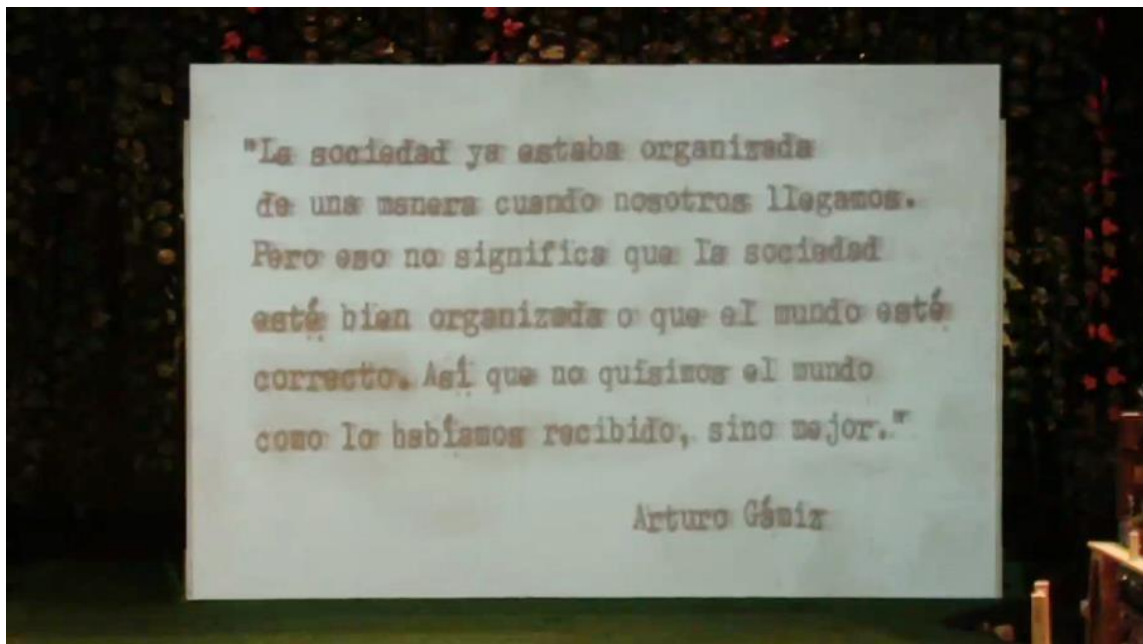 "La sociedad ya estaba organizada
de una manera cuando nosotros llegamos.
Pero eso no significa que la sociedad
esté bien organizada o que el mundo esté
correcto. Así que no quisimos el mundo
como lo habíamos recibido, sino mejor."
Arturo Gámiz